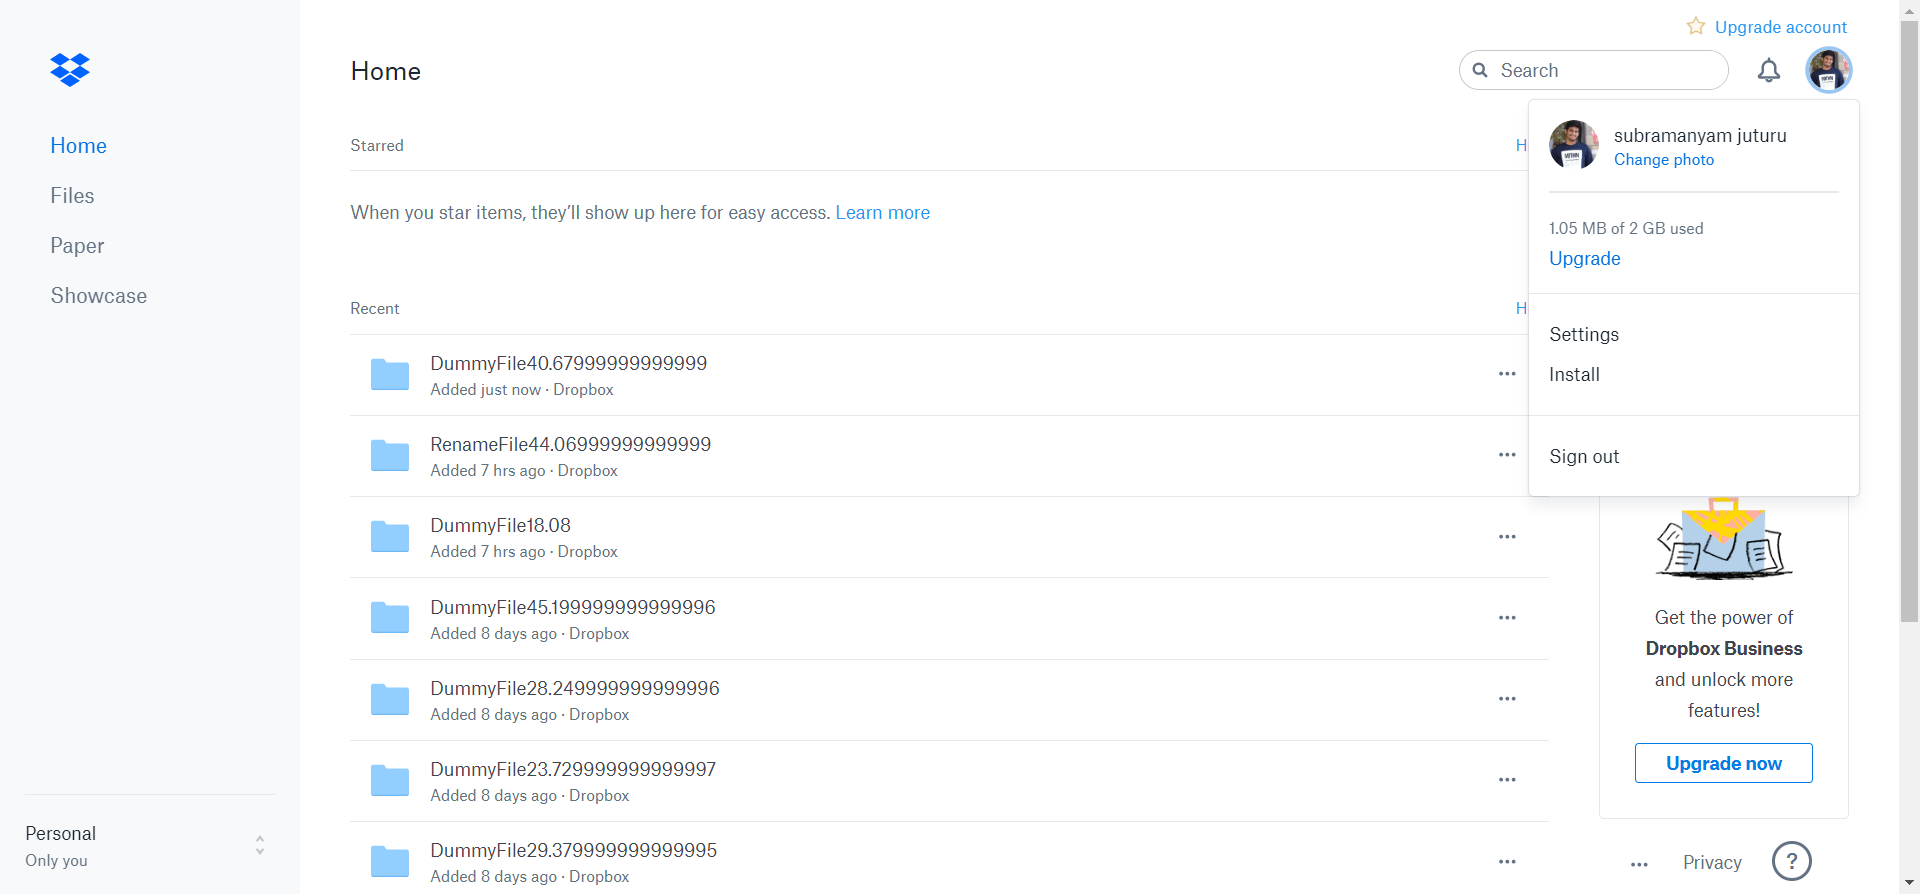 Upgrade account
Home
Search
Home
Files
Paper
Showcase
Starred
H
When you star items, they’ll show up here for easy access. Learn more
Recent
H
DummyFile40.67999999999999
Added just now · Dropbox
RenameFile44.06999999999999
Added 7 hrs ago · Dropbox
DummyFile18.08
Added 7 hrs ago · Dropbox
DummyFile45.199999999999996
Added 8 days ago · Dropbox
DummyFile28.249999999999996
Added 8 days ago · Dropbox
DummyFile23.729999999999997
Added 8 days ago · Dropbox
DummyFile29.379999999999995
Added 8 days ago · Dropbox
subramanyam juturu
Change photo
1.05 MB of 2 GB used
Upgrade
Settings
Install
Sign out
Get the power of
Dropbox Business
and unlock more
features!
Upgrade now
Personal
Only you
Privacy
?